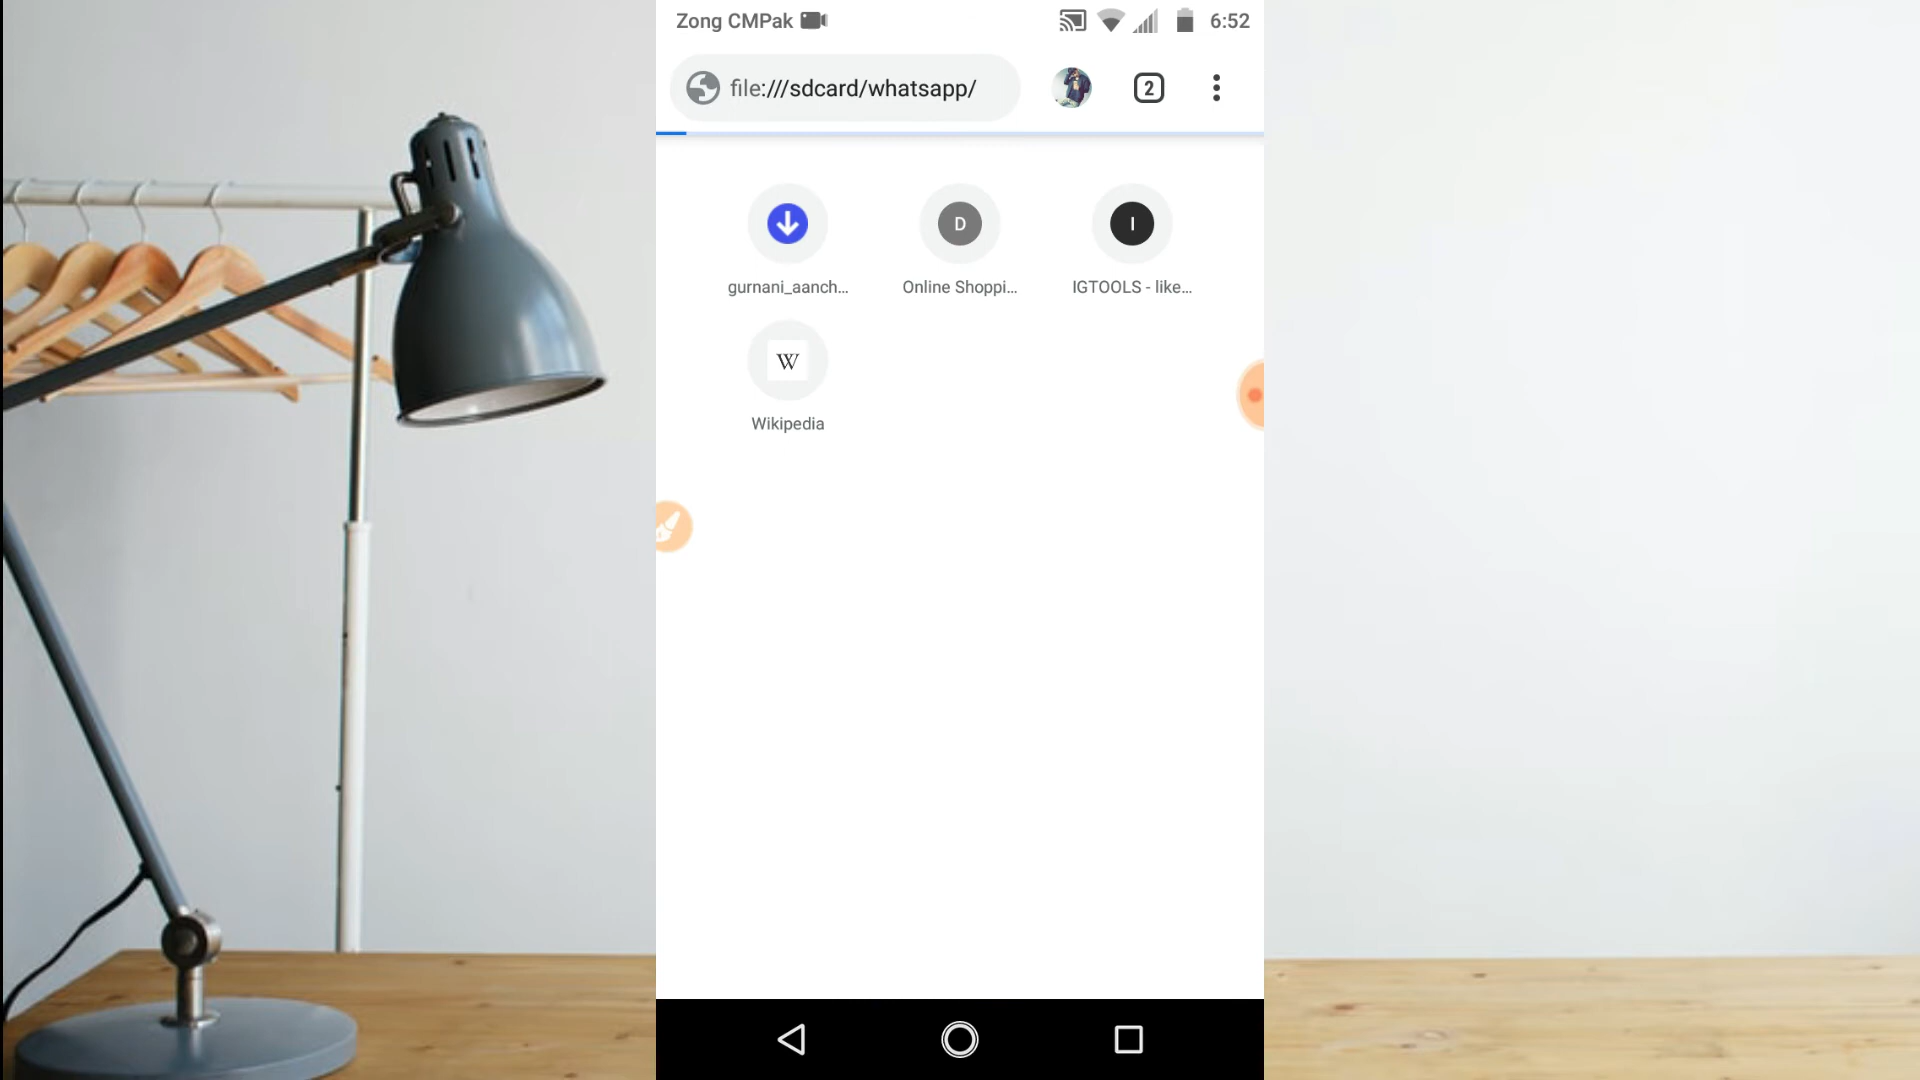 Zong CMPak
6:52
file:///sdcard/whatsapp/
2
D
I
gurnani_aanch...
Online Shoppi...
IGTOOLS - like...
W
Wikipedia